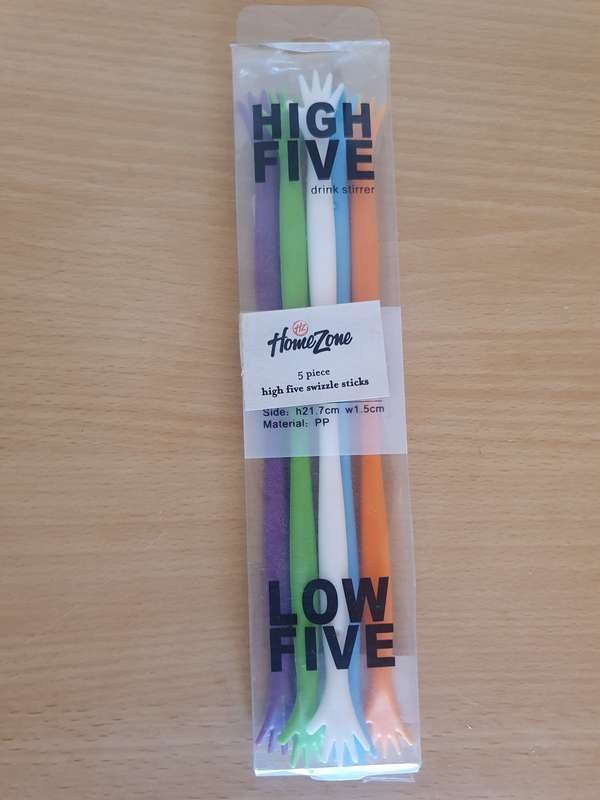 HIGH
FIVE
drink stirrer
HZ
HomeZone
5 piece
high five swizzle sticks
Side: h21.7cm w1.5cm
Material: PP
LOW
FIVE